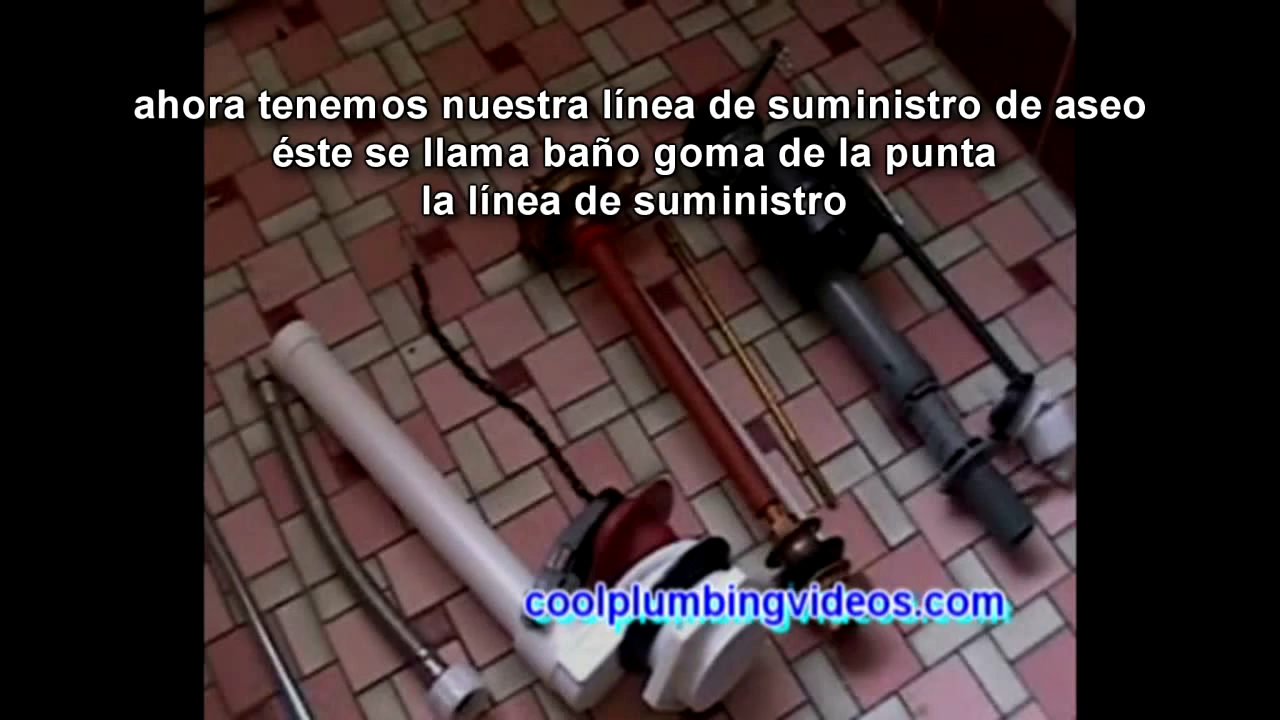 ahora tenemos nuestra línea de suministro de aseo
éste se llama baño goma de la punta
la línea de suministro
coolplumbingvideos.com